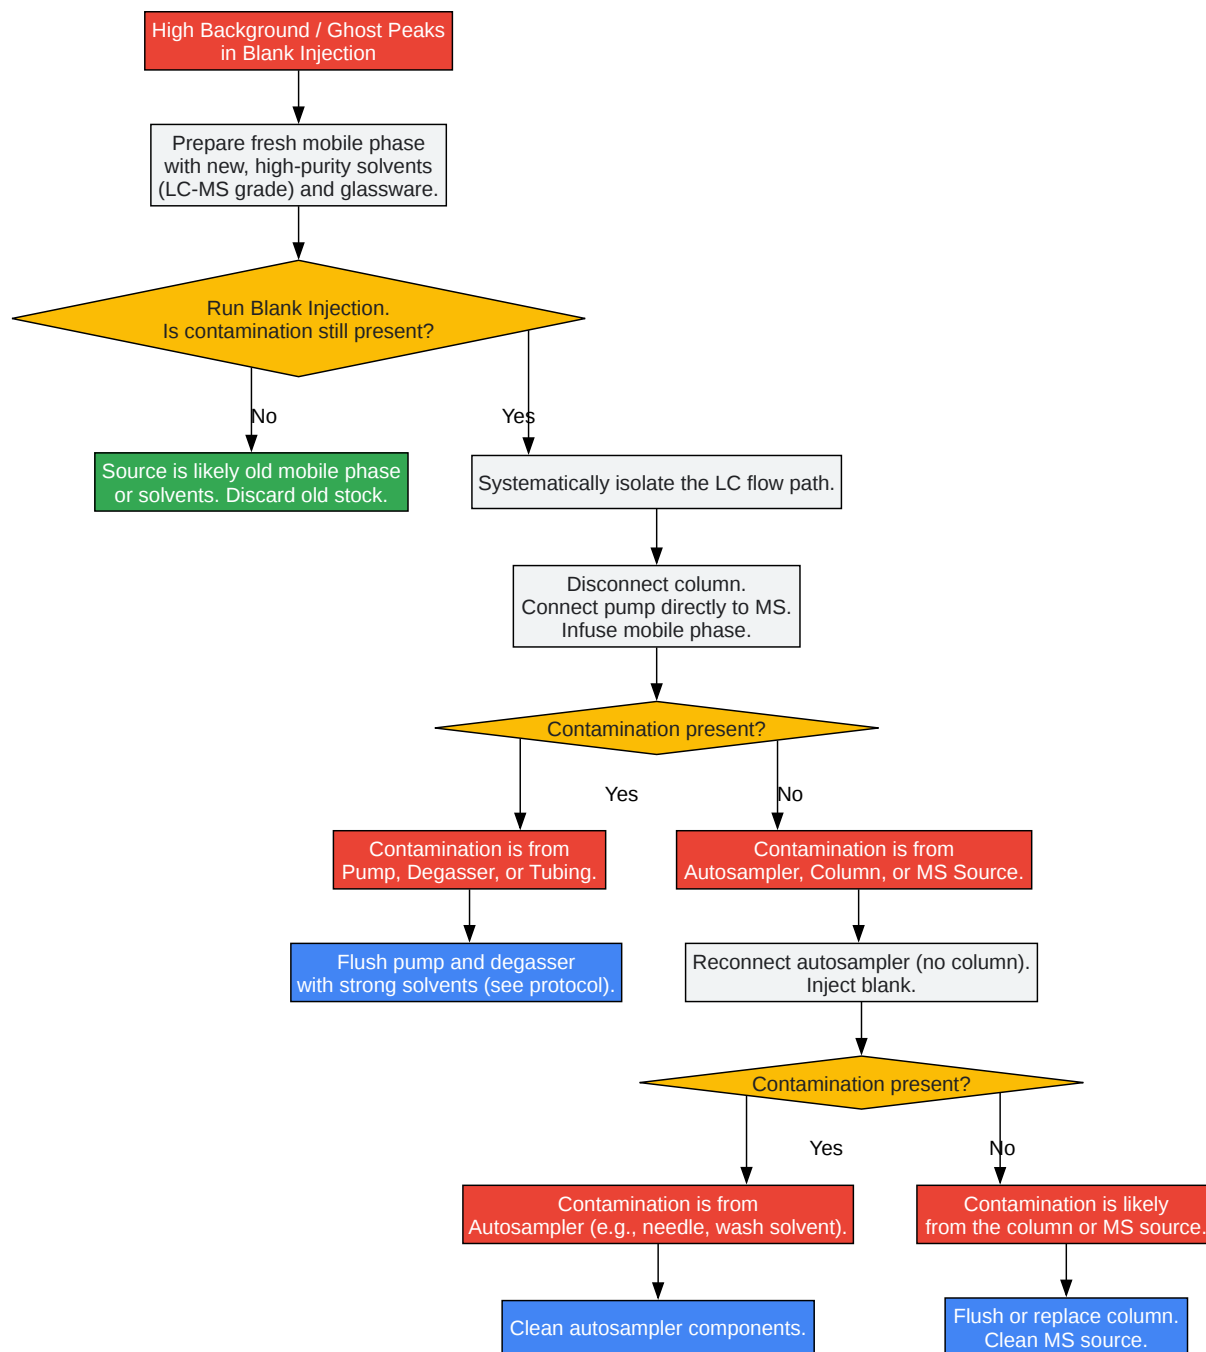 High Background / Ghost Peaks
in Blank Injection
Prepare fresh mobile phase
with new, high-purity solvents
(LC-MS grade) and glassware.
Run Blank Injection.
Is contamination still present?
No
Yes
Source is likely old mobile phase
or solvents. Discard old stock.
Systematically isolate the LC flow path.
Disconnect column.
Connect pump directly to MS.
Infuse mobile phase.
Contamination present?
Yes
No
Contamination is from
Pump, Degasser, or Tubing.
Contamination is from
Autosampler, Column, or MS Source.
Flush pump and degasser
with strong solvents (see protocol).
Reconnect autosampler (no column).
Inject blank.
Contamination present?
Yes
No
Contamination is from
Autosampler (e.g., needle, wash solvent).
Contamination is likely
from the column or MS source.
Clean autosampler components.
Flush or replace column.
Clean MS source.